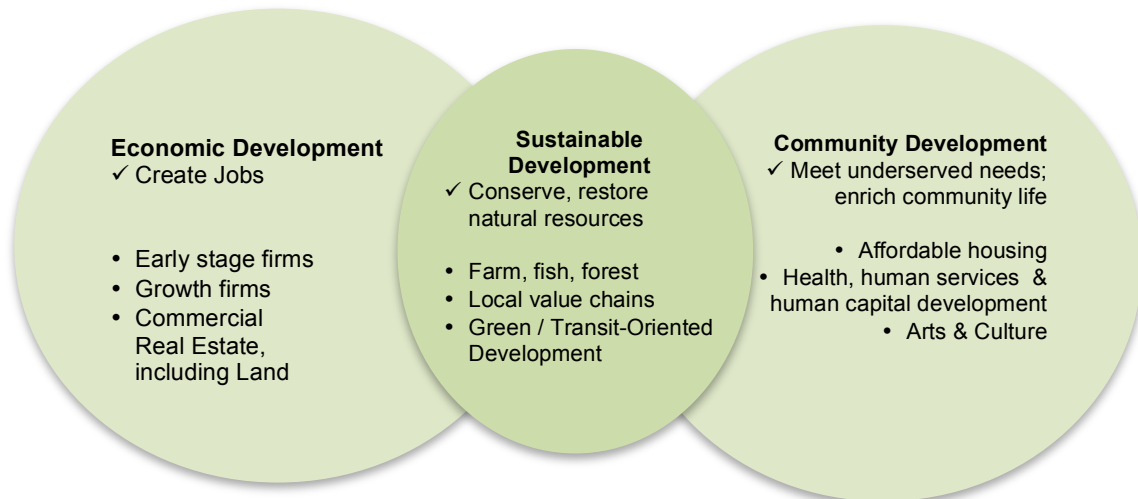 Economic Development
✓ Create Jobs
• Early stage firms
• Growth firms
• Commercial
Real Estate,
including Land
Sustainable
Development
✓ Conserve, restore
natural resources
• Farm, fish, forest
• Local value chains
• Green / Transit-Oriented
Development
Community Development
✓ Meet underserved needs;
enrich community life
• Affordable housing
• Health, human services &
human capital development
• Arts & Culture